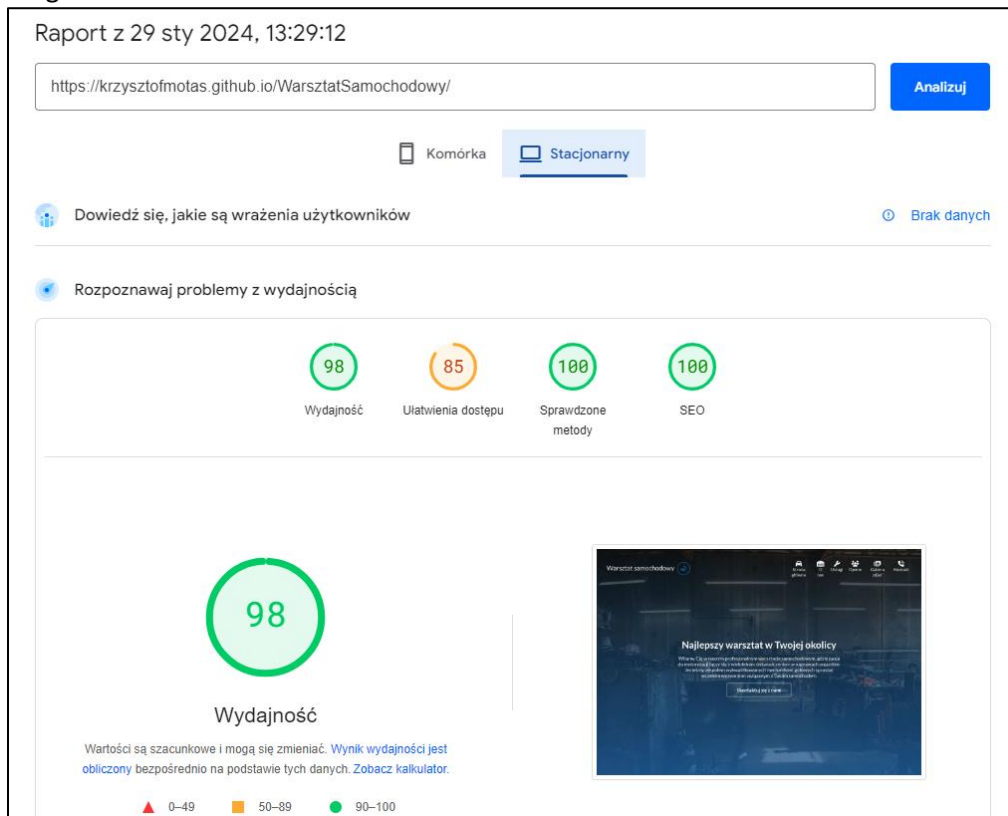 Raport z 29 sty 2024, 13:29:12
https://krzysztofmotas.github.io/WarsztatSamochodowy/
Analizuj
Komórka
Stacjonarny
Dowiedź się, jakie są wrażenia użytkowników
Brak danych
Rozpoznawaj problemy z wydajnością
98
85
100
100
Wydajność
Ułatwienia dostępu
Sprawdzone
metody
SEO
98
Wydajność
Wartości są szacunkowe i mogą się zmieniać. Wynik wydajności jest
obliczony bezpośrednio na podstawie tych danych. Zobacz kalkulator.
0–49
50–89
90–100
Warsztat samochodowy
Najlepszy warsztat w Twojej okolicy
Skontaktuj się z nami